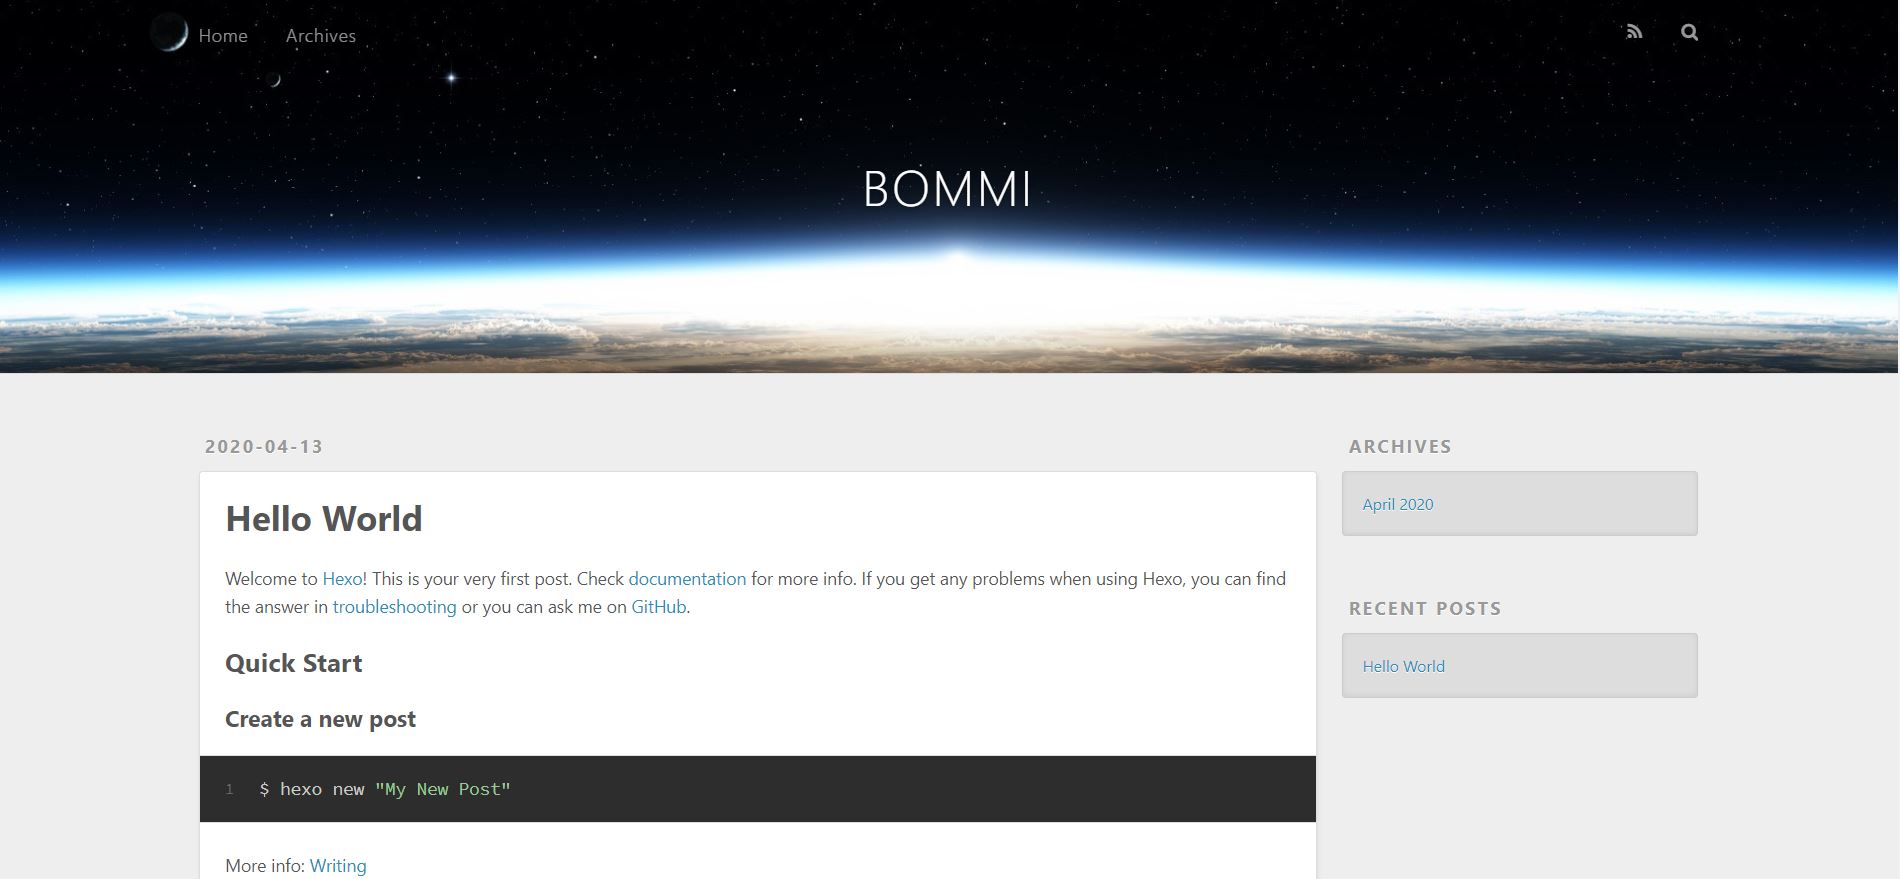 Home Archives
BOMMI
2020-04-13
Hello World
Welcome to Hexo! This is your very first post. Check documentation for more info. If you get any problems when using Hexo, you can find
the answer in troubleshooting or you can ask me on GitHub.
Quick Start
Create a new post
1 $ hexo new "My New Post"
More info: Writing
ARCHIVES
April 2020
RECENT POSTS
Hello World